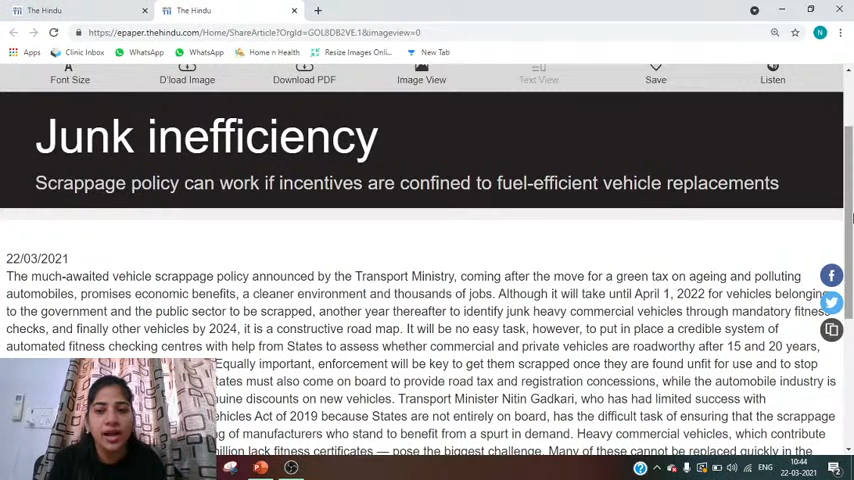 The Hindu
The Hindu
https://epaper.thehindu.com/Home/ShareArticle?OrgId=GOL8DB2VE.1&imageview=0
N
Apps
Clinic Inbox
WhatsApp
WhatsApp
Home n Health
Resize Images Onl...
New Tab
Font Size
D'load Image
Download PDF
Image View
Text View
Save
Listen
Junk inefficiency
Scrappage policy can work if incentives are confined to fuel-efficient vehicle replacements
22/03/2021
The much-awaited vehicle scrappage policy announced by the Transport Ministry, coming after the move for a green tax on ageing and polluting
automobiles, promises economic benefits, a cleaner environment and thousands of jobs. Although it will take until April 1, 2022 for vehicles belonging
to the government and the public sector to be scrapped, another year thereafter to identify junk heavy commercial vehicles through mandatory fitness
checks, and finally other vehicles by 2024, it is a constructive road map. It will be no easy task, however, to put in place a credible system of
automated fitness checking centres with help from States to assess whether commercial and private vehicles are roadworthy after 15 and 20 years,
Equally important, enforcement will be key to get them scrapped once they are found unfit for use and to stop
tates must also come on board to provide road tax and registration concessions, while the automobile industry is
nuine discounts on new vehicles. Transport Minister Nitin Gadkari, who has had limited success with
ehicles Act of 2019 because States are not entirely on board, has the difficult task of ensuring that the scrappage
ng of manufacturers who stand to benefit from a spurt in demand. Heavy commercial vehicles, which contribute
million lack fitness certificates — pose the biggest challenge. Many of these cannot be replaced quickly in the
ENG
10:44
22-03-2021
2